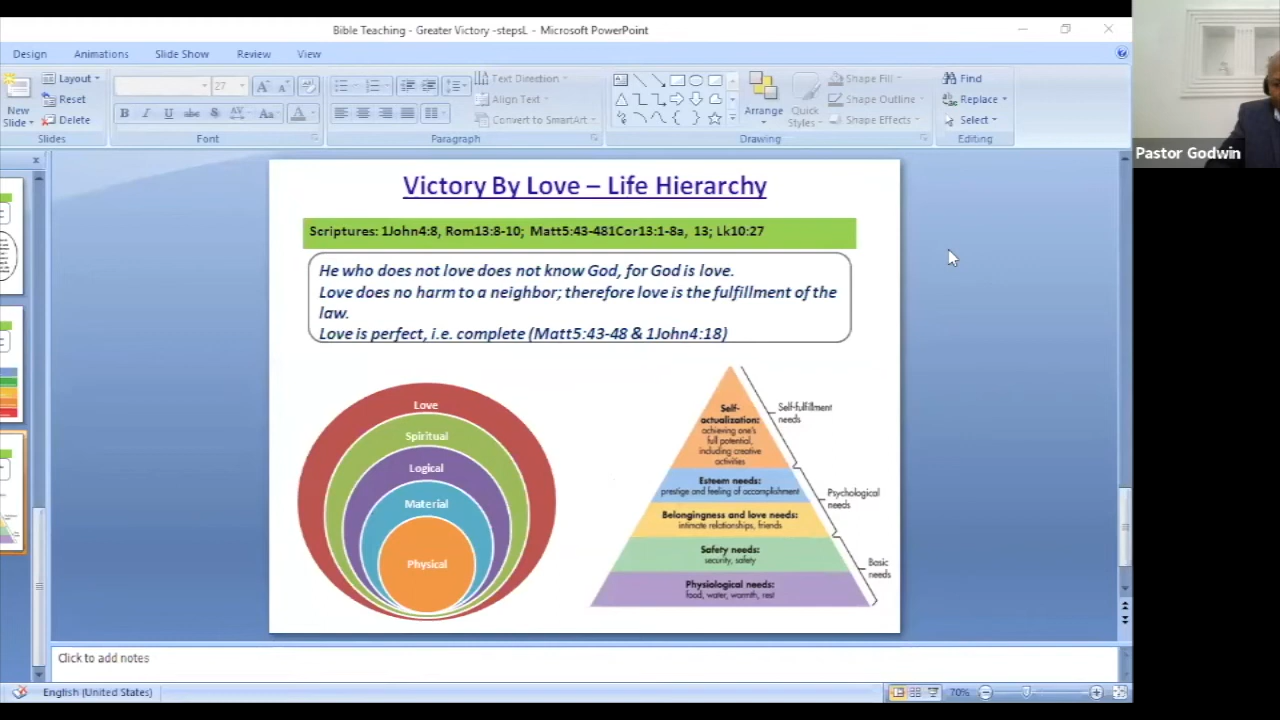 Bible Teaching - Greater Victory -stepsL - Microsoft PowerPoint
Design Animations Slide Show Review View
Layout
Reset
Delete
New
Slide
Slides
27
B I U abc AV Aa A
Font
Paragraph
Text Direction
Align Text
Convert to SmartArt
Arrange
Quick
Styles
Drawing
Shape Fill
Shape Outline
Shape Effects
Find
Replace
Select
Editing
Pastor Godwin
Victory By Love – Life Hierarchy
Scriptures: 1John4:8, Rom13:8-10; Matt5:43-481Cor13:1-8a, 13; Lk10:27
He who does not love does not know God, for God is love.
Love does no harm to a neighbor; therefore love is the fulfillment of the
law.
Love is perfect, i.e. complete (Matt5:43-48 & 1John4:18)
Love
Spiritual
Logical
Material
Physical
Self-
actualization:
achieving one's
full potential,
including creative
activities
Esteem needs:
prestige and feeling of accomplishment
Belongingness and love needs:
intimate relationships, friends
Safety needs:
security, safety
Physiological needs:
food, water, warmth, rest
Self-fulfillment
needs
Psychological
needs
Basic
needs
Click to add notes
English (United States)
70%